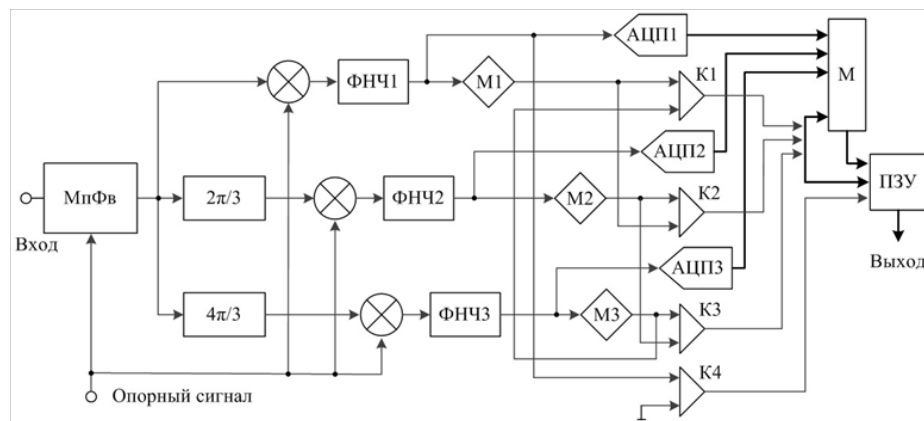 АЦП1
М
ФНЧ1
М1
К1
АЦП2
МпФв
2π/3
ФНЧ2
М2
К2
ПЗУ
Вход
АЦП3
Выход
4π/3
ФНЧ3
М3
К3
Опорный сигнал
К4